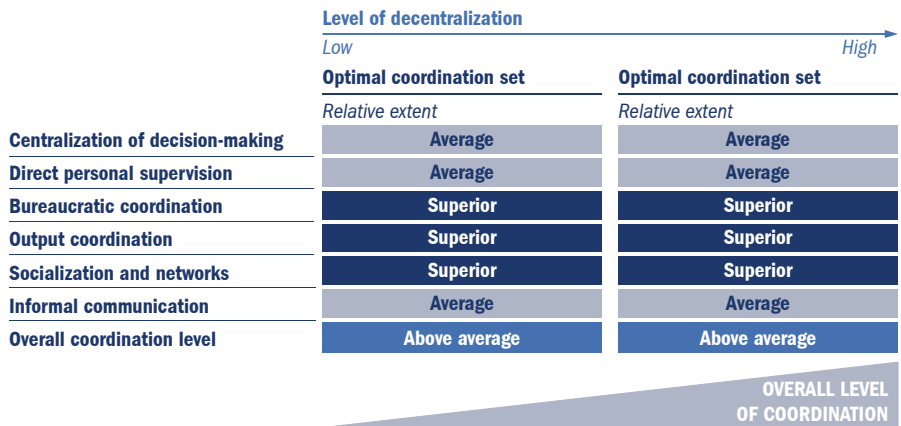 Level of decentralization
Low High
Optimal coordination set Optimal coordination set
Relative extent Relative extent
Centralization of decision-making Average Average
Direct personal supervision Average Average
Bureaucratic coordination Superior Superior
Output coordination Superior Superior
Socialization and networks Superior Superior
Informal communication Average Average
Overall coordination level Above average Above average
OVERALL LEVEL
OF COORDINATION